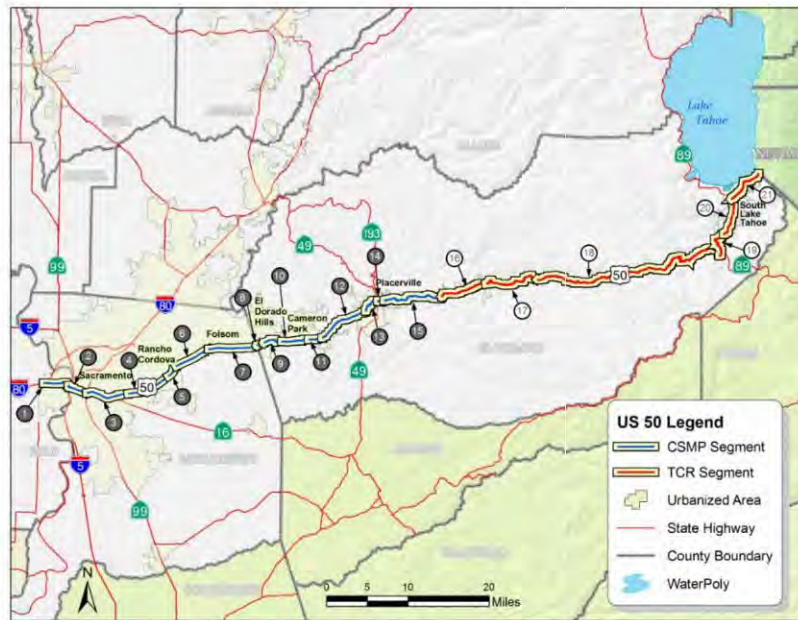 Lake
Tahoe
89
99
80
5
80
193
49
14
Placerville
16
18
50
20
21
South
Lake
Tahoe
19
89
10
8
El
Dorado
Hills
Cameron
Park
12
17
15
13
9
11
6
Folsom
7
Rancho
Cordova
4
2
Sacramento
50
5
1
3
16
49
5
99
N
0 5 10 20
Miles
US 50 Legend
CSMP Segment
TCR Segment
Urbanized Area
State Highway
County Boundary
WaterPoly